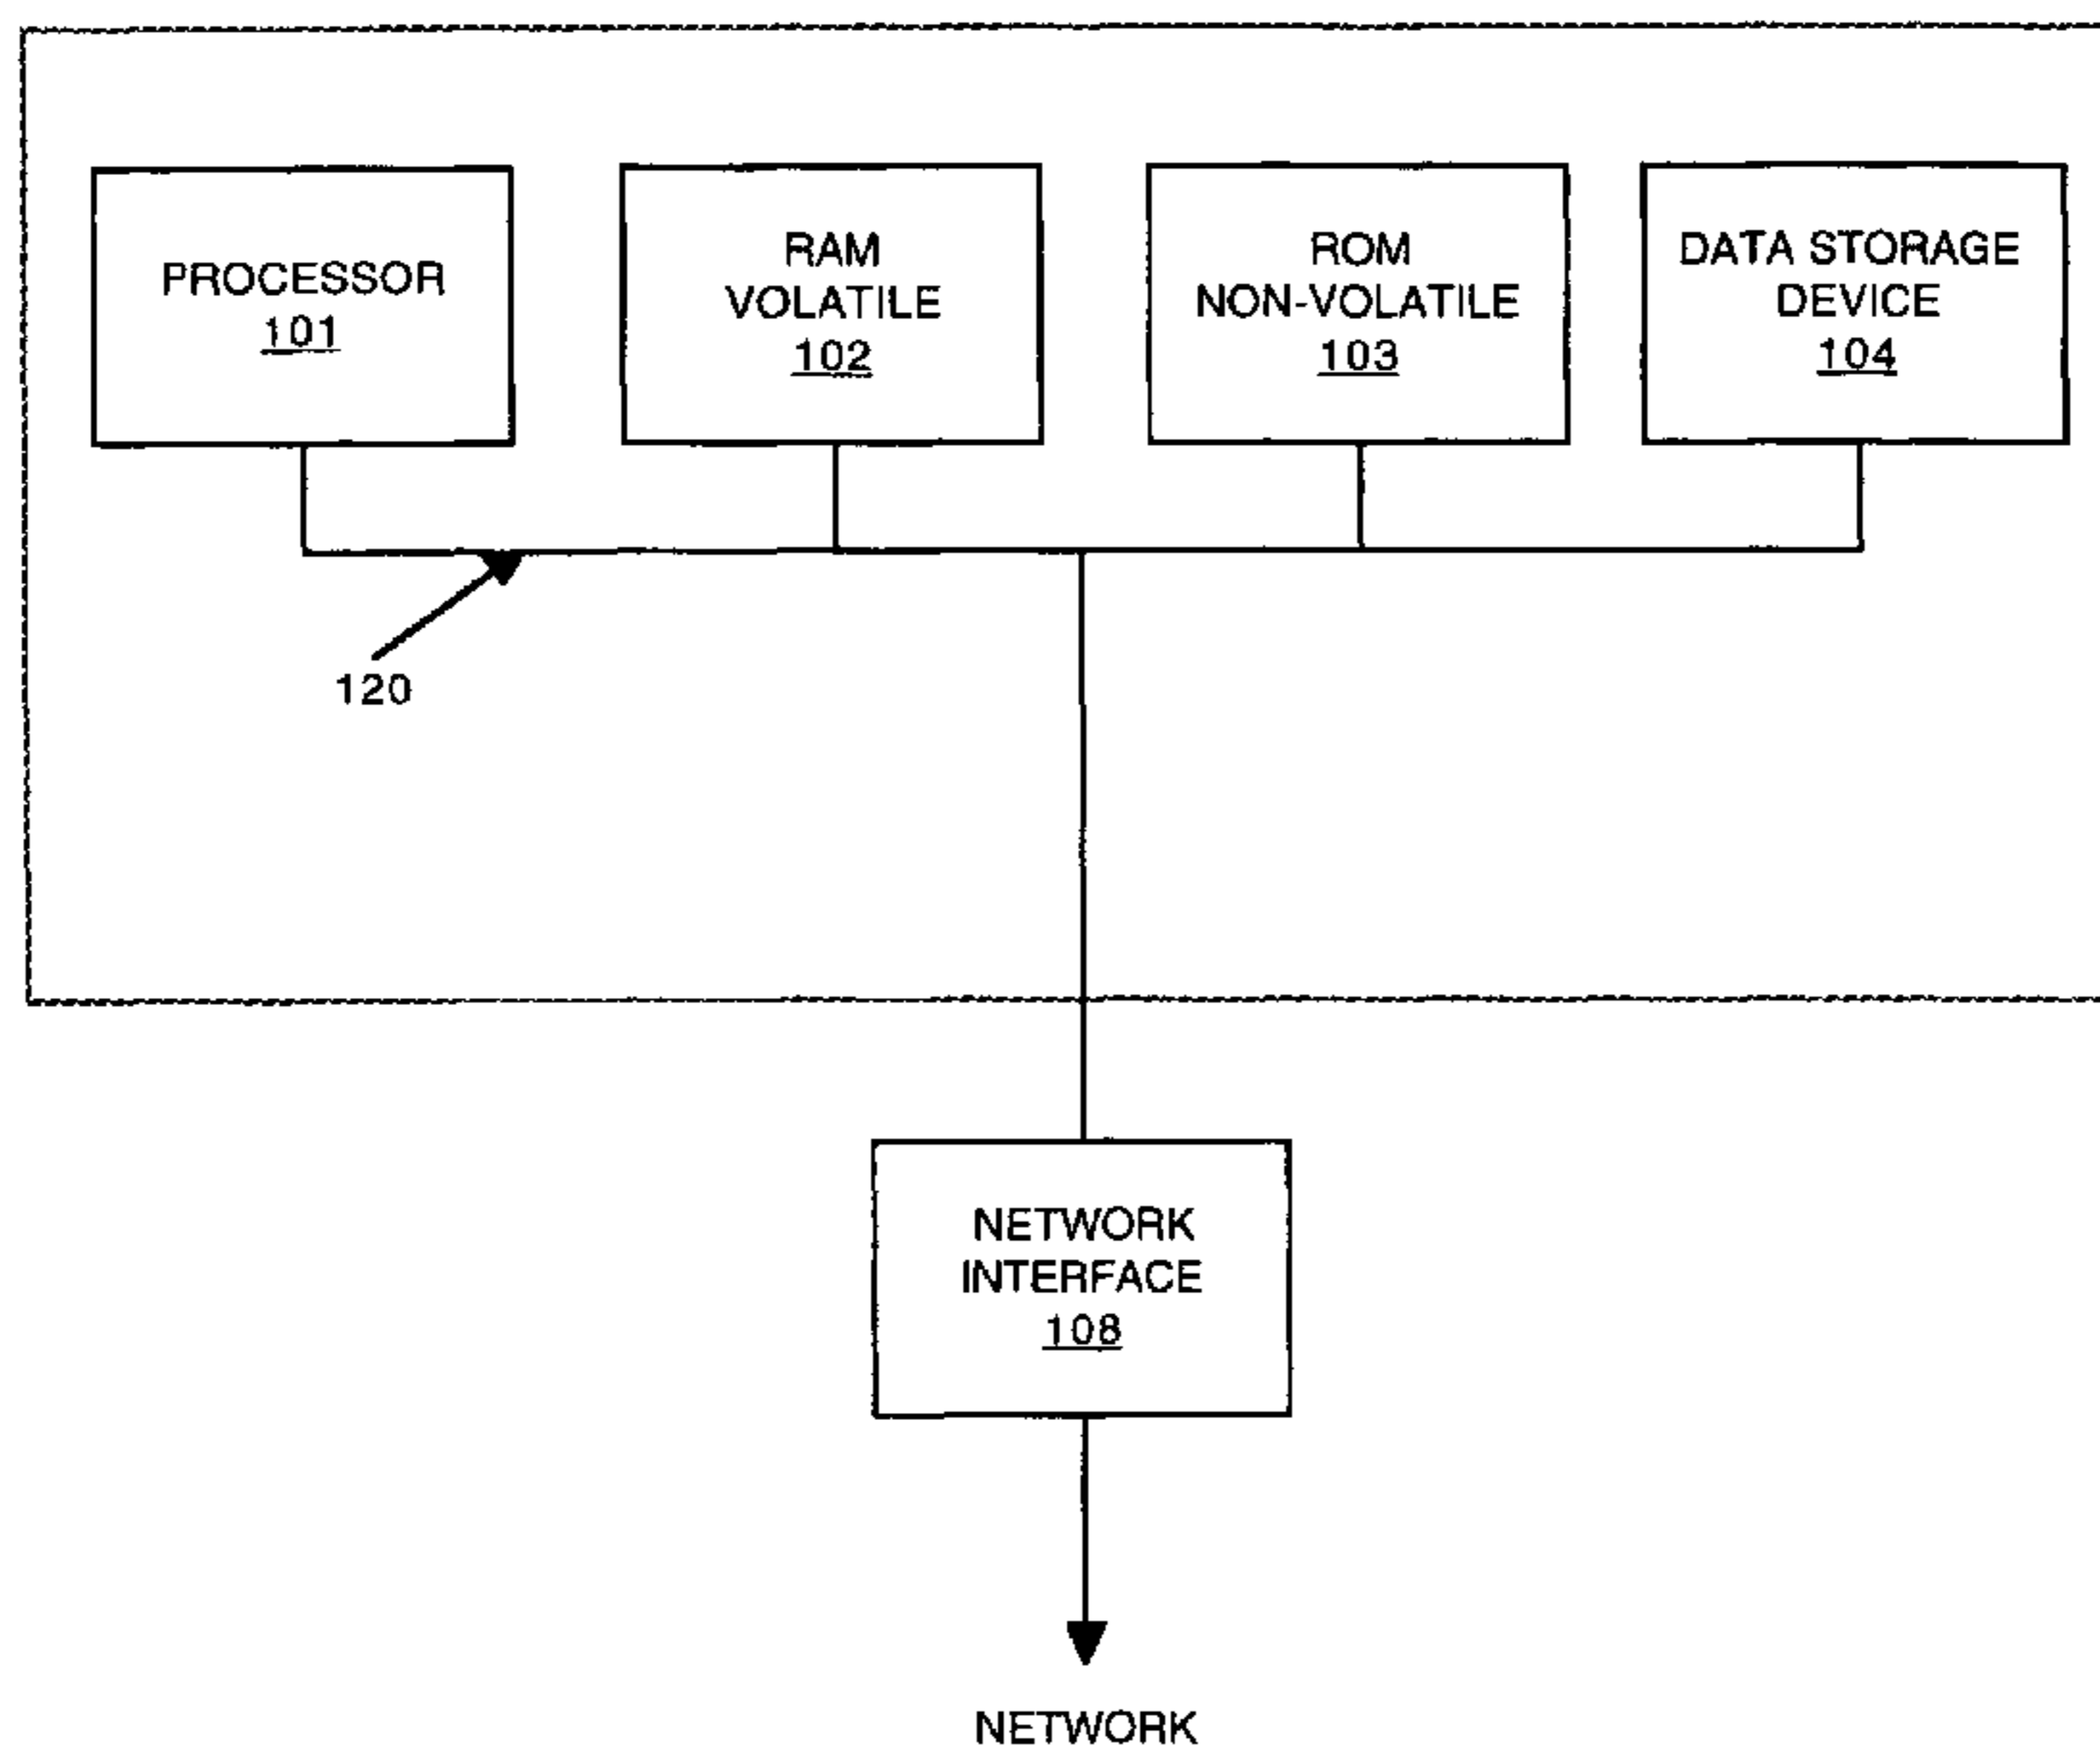 PROCESSOR
101
RAM
VOLATILE
102
ROM
NON-VOLATILE
103
DATA STORAGE
DEVICE
104
120
NETWORK
INTERFACE
108
NETWORK